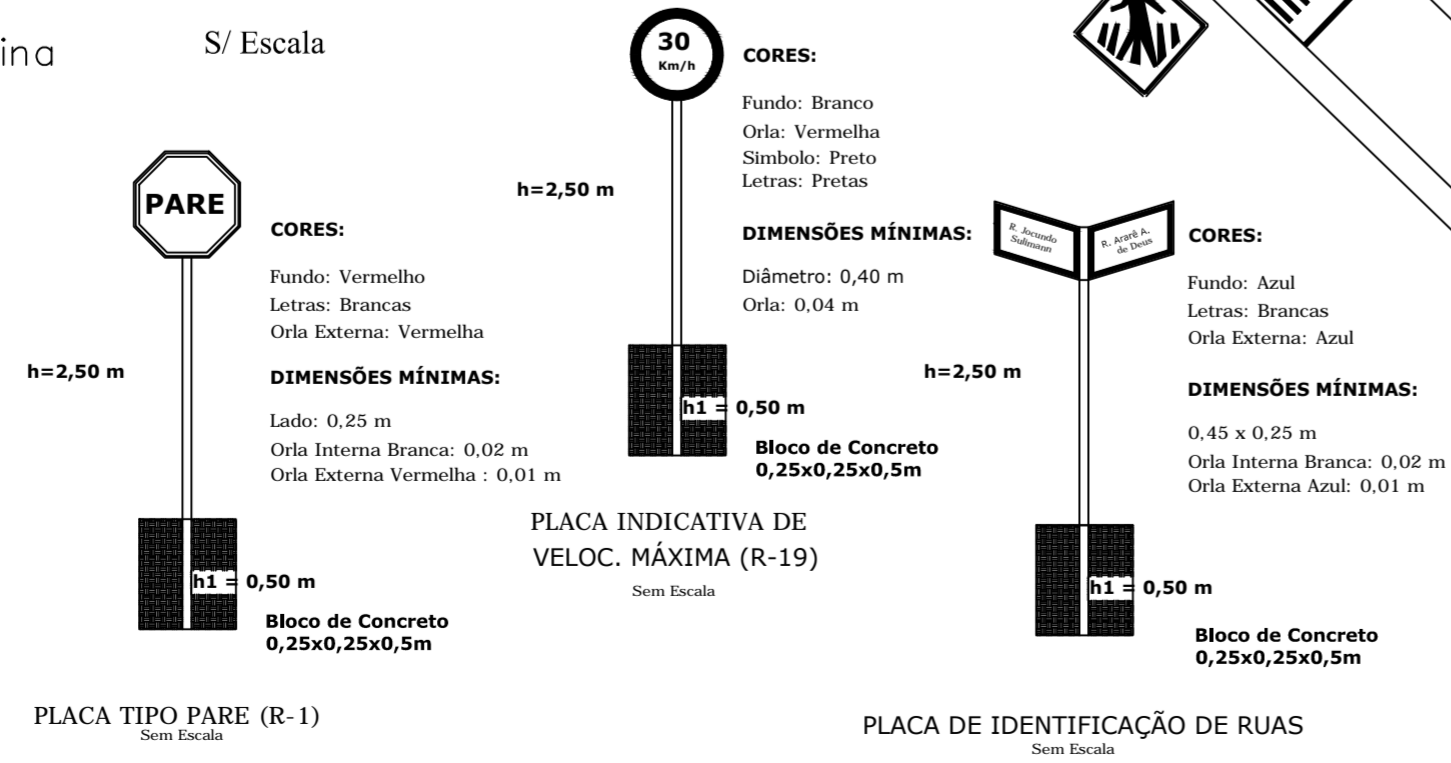 ina
S/ Escala
PARE
CORES:
Fundo: Vermelho
Letras: Brancas
Orla Externa: Vermelha
h=2,50 m
DIMENSÕES MÍNIMAS:
Lado: 0,25 m
Orla Interna Branca: 0,02 m
Orla Externa Vermelha : 0,01 m
h1 = 0,50 m
Bloco de Concreto
0,25x0,25x0,5m
PLACA TIPO PARE (R-1)
Sem Escala
30
Km/h
CORES:
Fundo: Branco
Orla: Vermelha
Simbolo: Preto
Letras: Pretas
h=2,50 m
DIMENSÕES MÍNIMAS:
Diâmetro: 0,40 m
Orla: 0,04 m
h1 = 0,50 m
Bloco de Concreto
0,25x0,25x0,5m
PLACA INDICATIVA DE
VELOC. MÁXIMA (R-19)
Sem Escala
R. Jocundo
Sulimann
R. Ararê A.
de Deus
CORES:
Fundo: Azul
Letras: Brancas
Orla Externa: Azul
h=2,50 m
DIMENSÕES MÍNIMAS:
0,45 x 0,25 m
Orla Interna Branca: 0,02 m
Orla Externa Azul: 0,01 m
h1 = 0,50 m
Bloco de Concreto
0,25x0,25x0,5m
PLACA DE IDENTIFICAÇÃO DE RUAS
Sem Escala